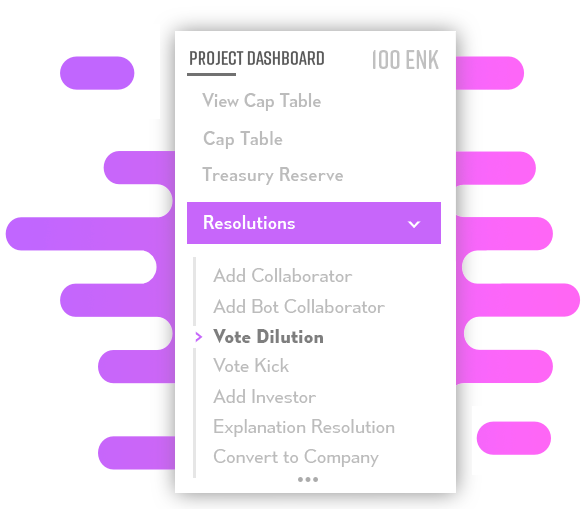 PROJECT DASHBOARD 100 ENK
View Cap Table
Cap Table
Treasury Reserve
Resolutions
Add Collaborator
Add Bot Collaborator
Vote Dilution
Vote Kick
Add Investor
Explanation Resolution
Convert to Company